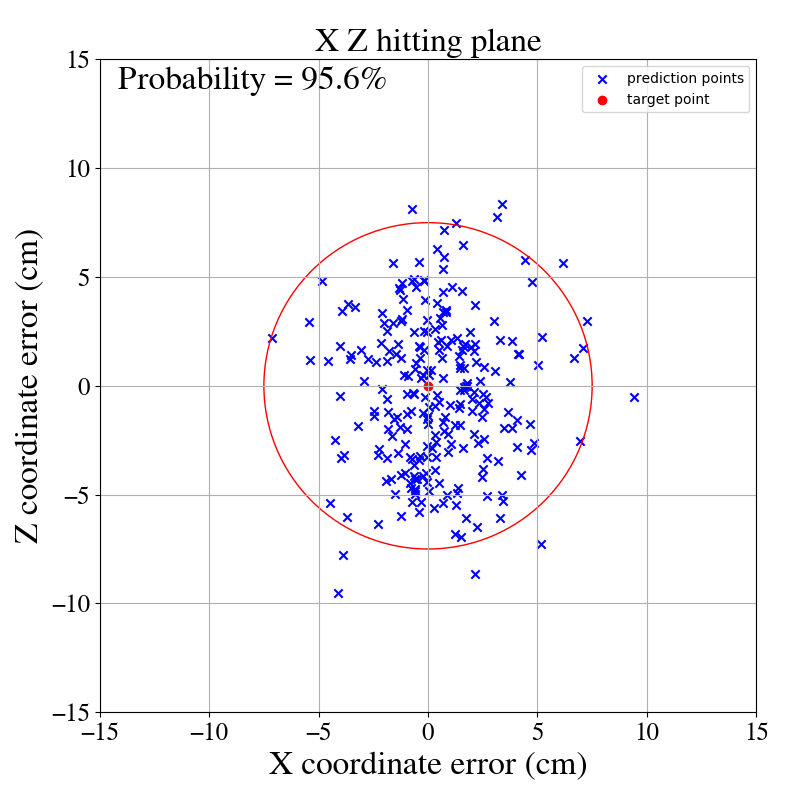 X Z hitting plane
Probability = 95.6%
prediction points
target point
15
10
5
0
−5
−10
−15
Z coordinate error (cm)
−15 −10 −5 0 5 10 15
X coordinate error (cm)